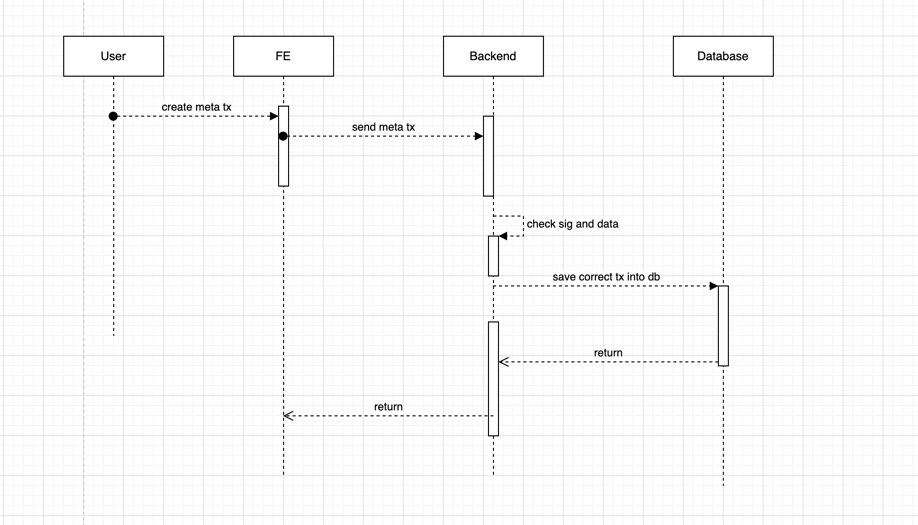 User
FE
Backend
Database
create meta tx
send meta tx
check sig and data
save correct tx into db
return
return